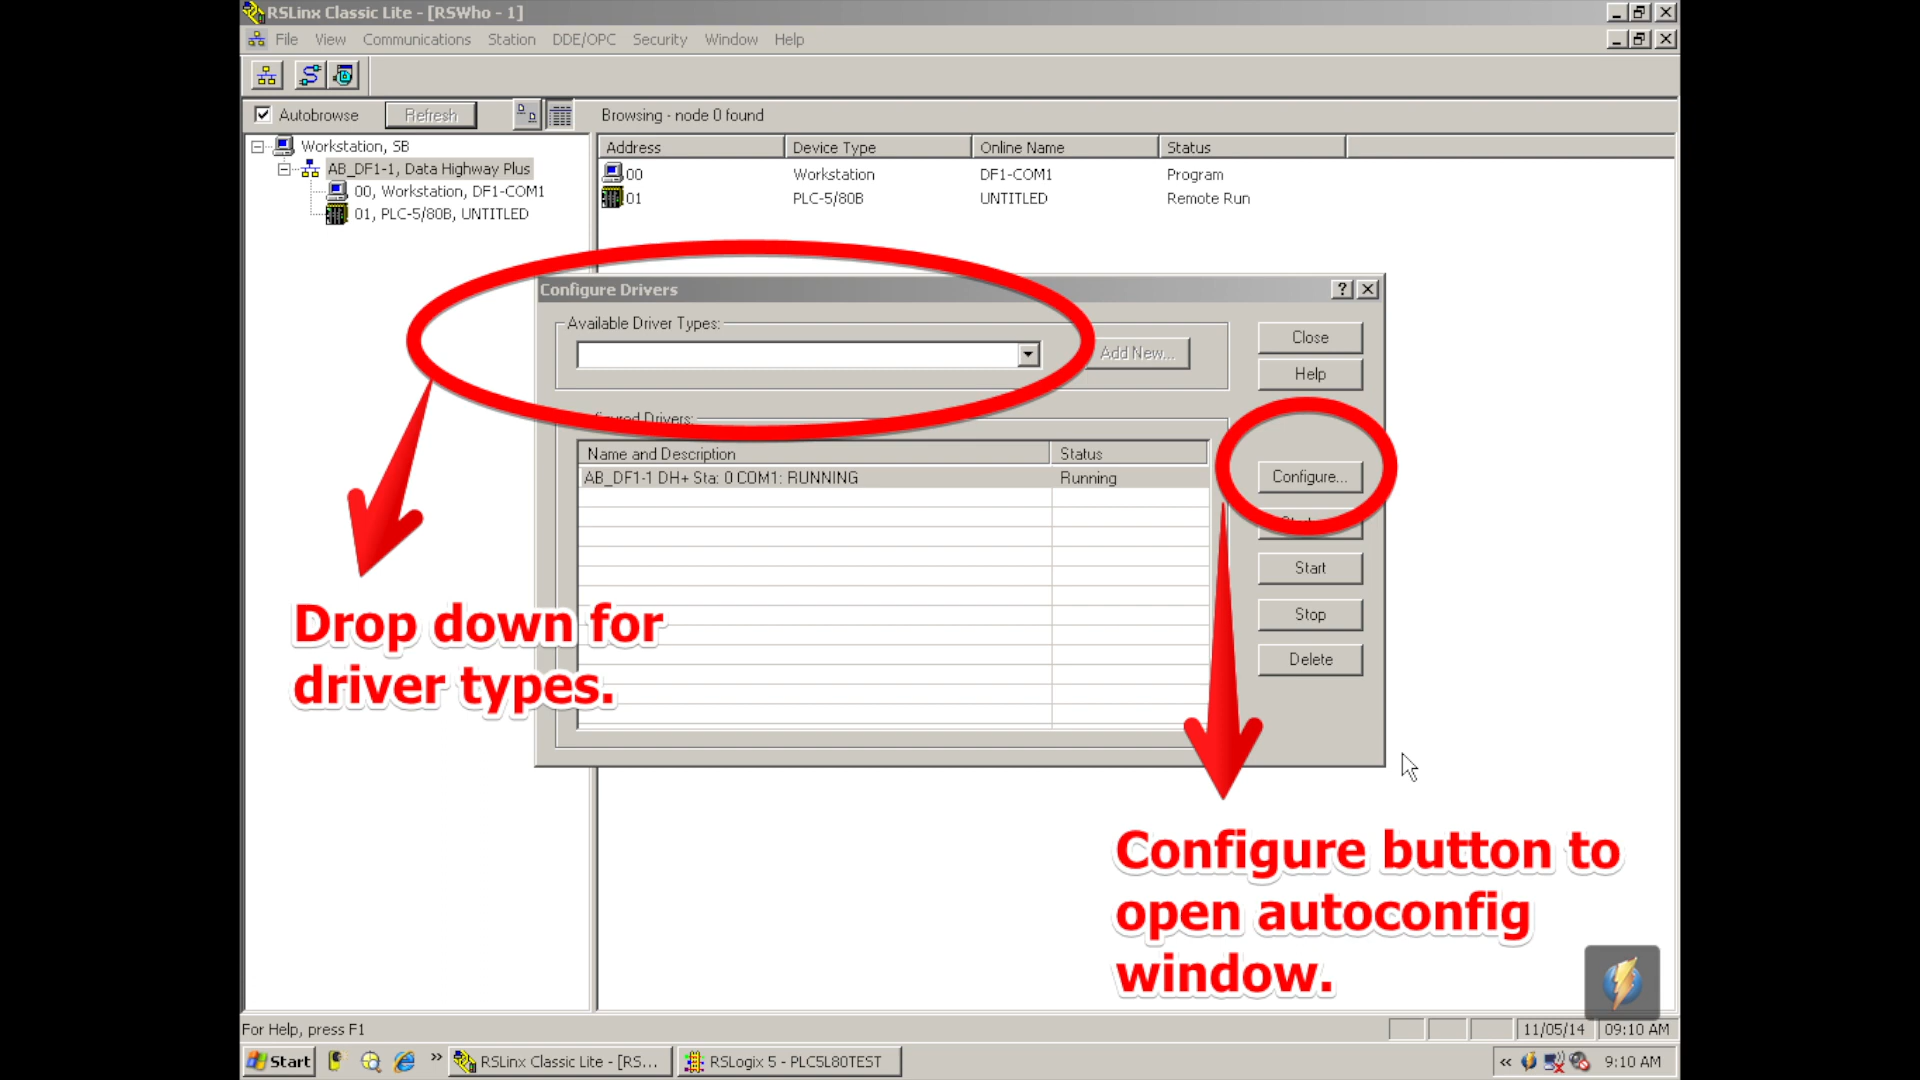 RSLinx Classic Lite - [RSWho - 1]
File View Communications Station DDE/OPC Security Window Help
Autobrowse Refresh Browsing - node 0 found
Workstation, SB
AB_DF1-1, Data Highway Plus
00, Workstation, DF1-COM1
01, PLC-5/80B, UNTITLED
Address Device Type Online Name Status
00 Workstation DF1-COM1 Program
01 PLC-5/80B UNTITLED Remote Run
Configure Drivers
Available Driver Types:
Add New...
Close
Help
Drivers:
Name and Description Status
AB_DF1-1 DH+ Sta: 0 COM1: RUNNING Running
Configure...
Start
Stop
Delete
Drop down for
driver types.
Configure button to
open autoconfig
window.
For Help, press F1
11/05/14 09:10 AM
Start » RSLinx Classic Lite - [RS... RSLogix 5 - PLC5L80TEST « 9:10 AM